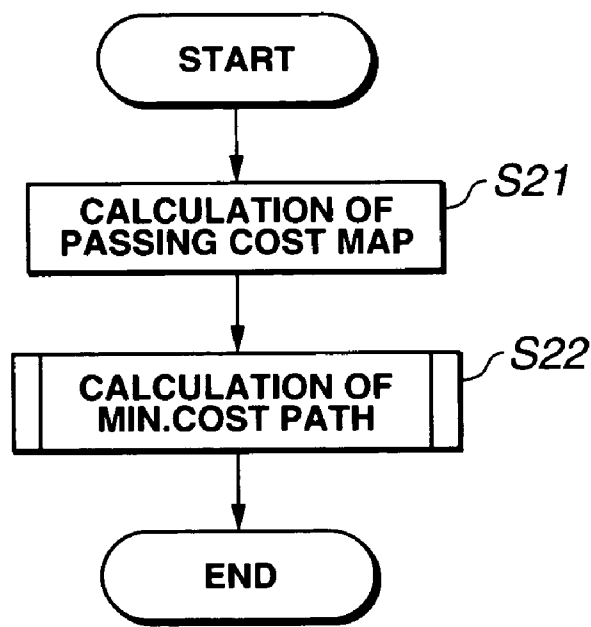 START
CALCULATION OF
PASSING COST MAP
S21
CALCULATION OF
MIN.COST PATH
S22
END